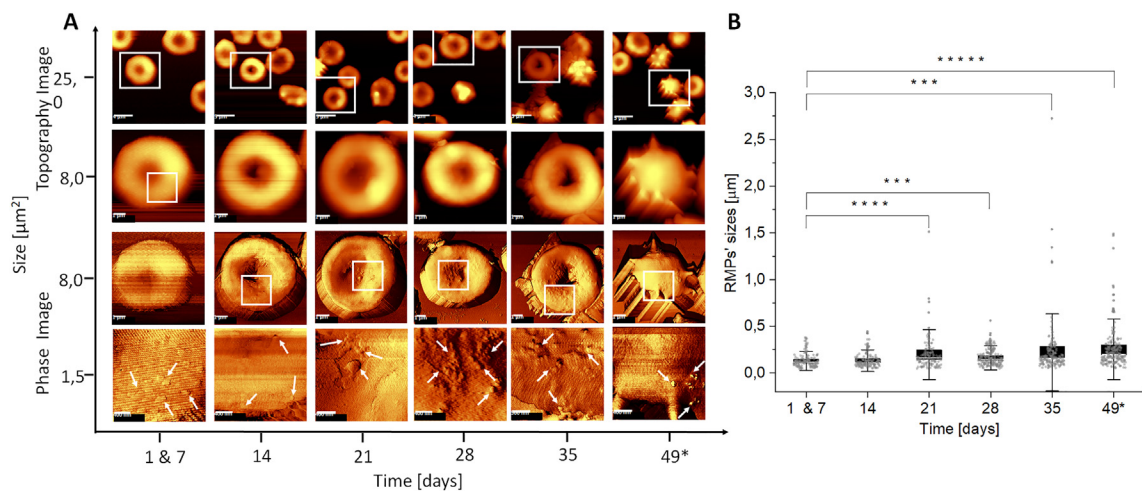 A
B
Topography Image
Phase Image
Size [µm²]
25,
0
8,0
8,0
1,5
1 & 7
14
21
28
35
49*
Time [days]
*****
***
***
****
RMPs' sizes [µm]
3,0
2,5
2,0
1,5
1,0
0,5
0,0
1 & 7
14
21
28
35
49*
Time [days]